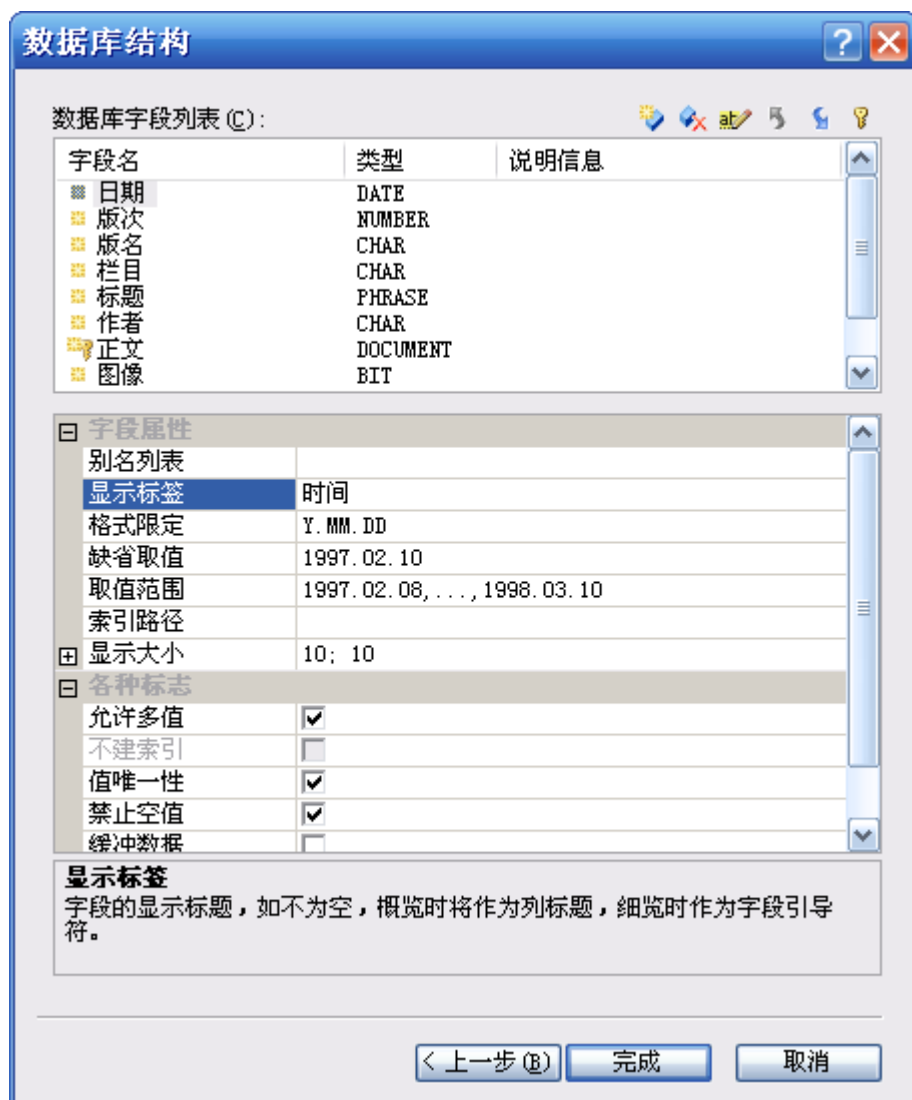 数据库结构
数据库字段列表(C):
字段名 类型 说明信息
日期 DATE
版次 NUMBER
版名 CHAR
栏目 CHAR
标题 PHRASE
作者 CHAR
正文 DOCUMENT
图像 BIT
字段属性
别名列表
显示标签 时间
格式限定 Y.MM.DD
缺省取值 1997.02.10
取值范围 1997.02.08,...,1998.03.10
索引路径
显示大小 10; 10
各种标志
允许多值
不建索引
值唯一性
禁止空值
缓冲数据
显示标签
字段的显示标题，如不为空，概览时将作为列标题，细览时作为字段引导
符。
< 上一步(B) 完成 取消